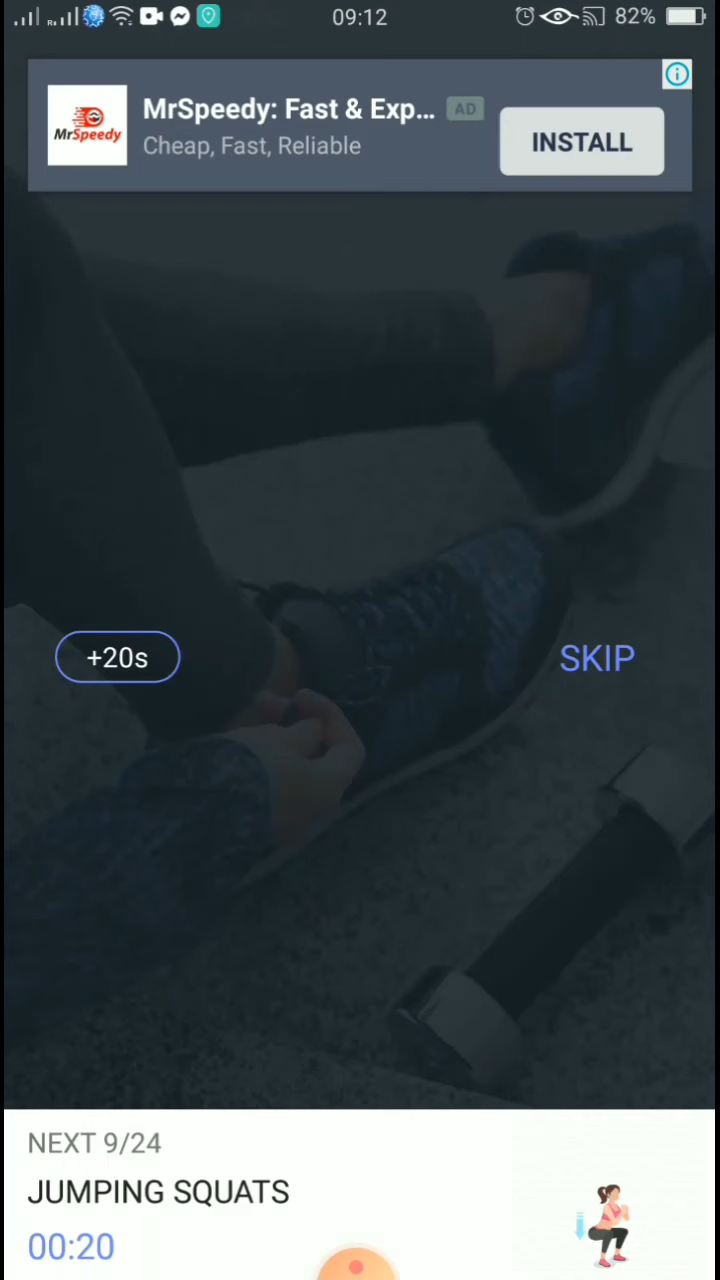 09:12
82%
MrSpeedy
MrSpeedy: Fast & Exp... AD
Cheap, Fast, Reliable
INSTALL
+20s
SKIP
NEXT 9/24
JUMPING SQUATS
00:20